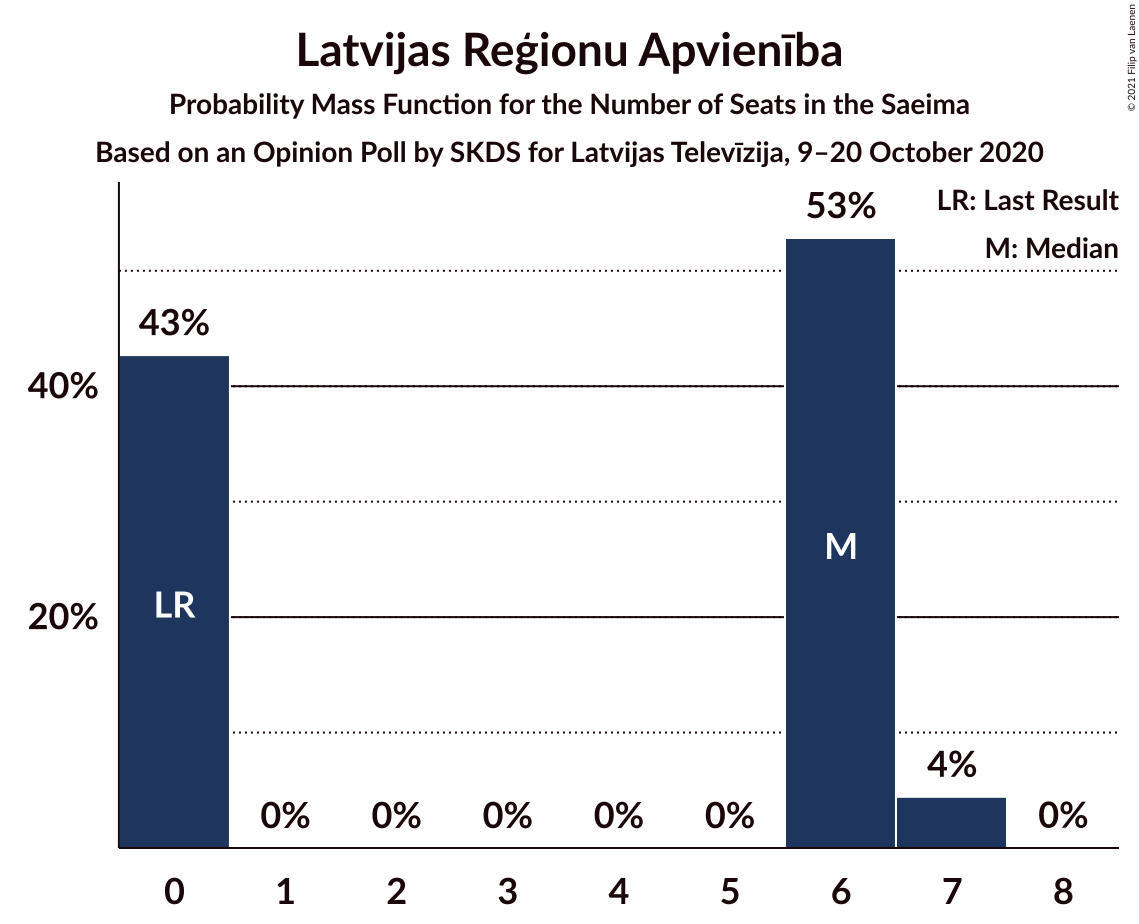 Latvijas Reģionu Apvienība
Probability Mass Function for the Number of Seats in the Saeima
Based on an Opinion Poll by SKDS for Latvijas Televīzija, 9–20 October 2020
© 2021 Filip van Laenen
LR: Last Result
M: Median
53%
43%
40%
M
LR
20%
4%
0% 0% 0% 0% 0% 0%
0 1 2 3 4 5 6 7 8